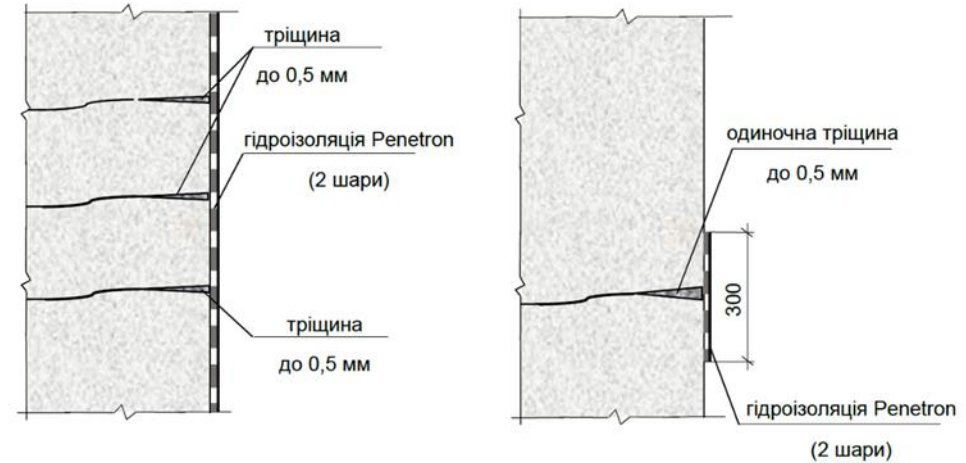 тріщина
до 0,5 мм
гідроізоляція Penetron
(2 шари)
тріщина
до 0,5 мм
одиночна тріщина
до 0,5 мм
300
гідроізоляція Penetron
(2 шари)